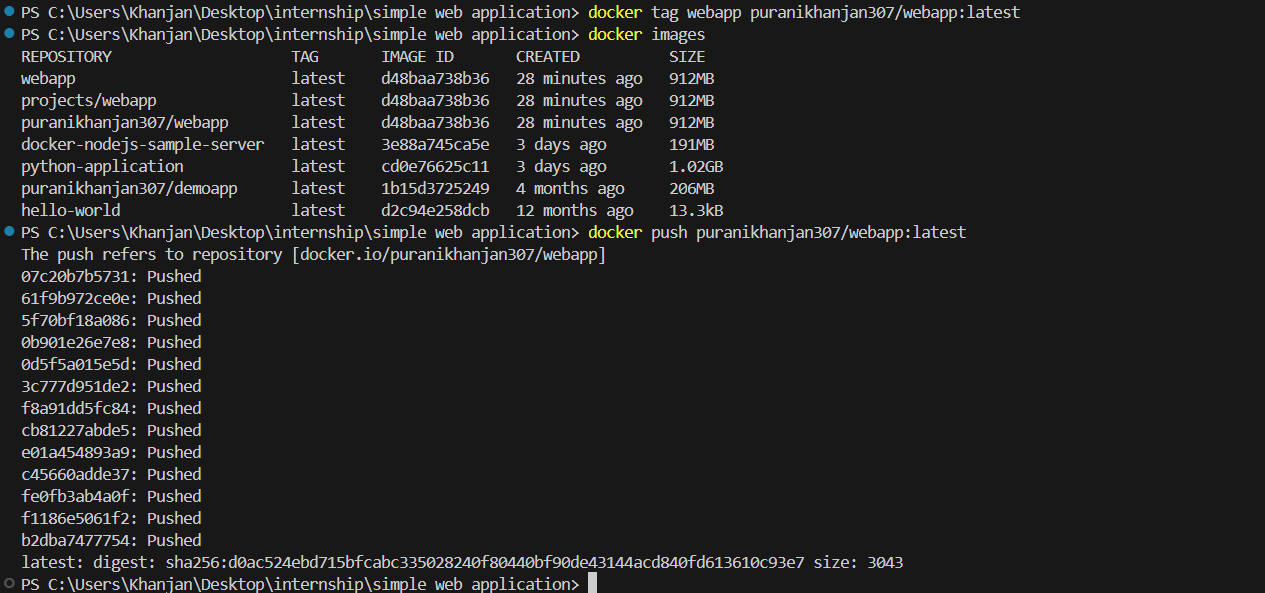 PS C:\Users\Khanjan\Desktop\internship\simple web application> docker tag webapp puranikhanjan307/webapp:latest
PS C:\Users\Khanjan\Desktop\internship\simple web application> docker images
REPOSITORY TAG IMAGE ID CREATED SIZE
webapp latest d48baa738b36 28 minutes ago 912MB
projects/webapp latest d48baa738b36 28 minutes ago 912MB
puranikhanjan307/webapp latest d48baa738b36 28 minutes ago 912MB
docker-nodejs-sample-server latest 3e88a745ca5e 3 days ago 191MB
python-application latest cd0e76625c11 3 days ago 1.02GB
puranikhanjan307/demoapp latest 1b15d3725249 4 months ago 206MB
hello-world latest d2c94e258dcb 12 months ago 13.3kB
PS C:\Users\Khanjan\Desktop\internship\simple web application> docker push puranikhanjan307/webapp:latest
The push refers to repository [docker.io/puranikhanjan307/webapp]
07c20b7b5731: Pushed
61f9b972ce0e: Pushed
5f70bf18a086: Pushed
0b901e26e7e8: Pushed
0d5f5a015e5d: Pushed
3c777d951de2: Pushed
f8a91dd5fc84: Pushed
cb81227abde5: Pushed
e01a454893a9: Pushed
c45660adde37: Pushed
fe0fb3ab4a0f: Pushed
f1186e5061f2: Pushed
b2dba7477754: Pushed
latest: digest: sha256:d0ac524ebd715bfcabc335028240f80440bf90de43144acd840fd613610c93e7 size: 3043
PS C:\Users\Khanjan\Desktop\internship\simple web application>